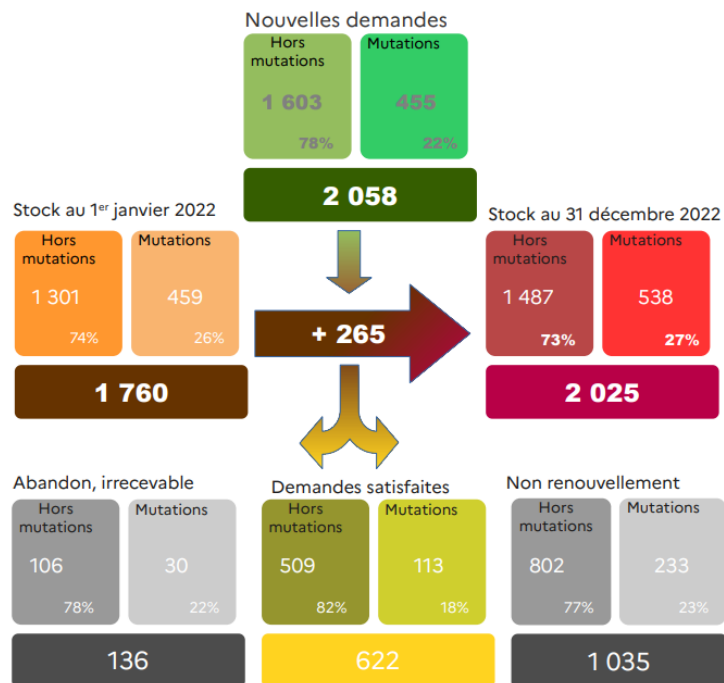 Nouvelles demandes
Hors mutations
Mutations
1 603
455
78%
22%
2 058
Stock au 1er janvier 2022
Hors mutations
Mutations
1 301
459
74%
26%
1 760
+ 265
Stock au 31 décembre 2022
Hors mutations
Mutations
1 487
538
73%
27%
2 025
Abandon, irrecevable
Hors mutations
Mutations
106
30
78%
22%
136
Demandes satisfaites
Hors mutations
Mutations
509
113
82%
18%
622
Non renouvellement
Hors mutations
Mutations
802
233
77%
23%
1 035